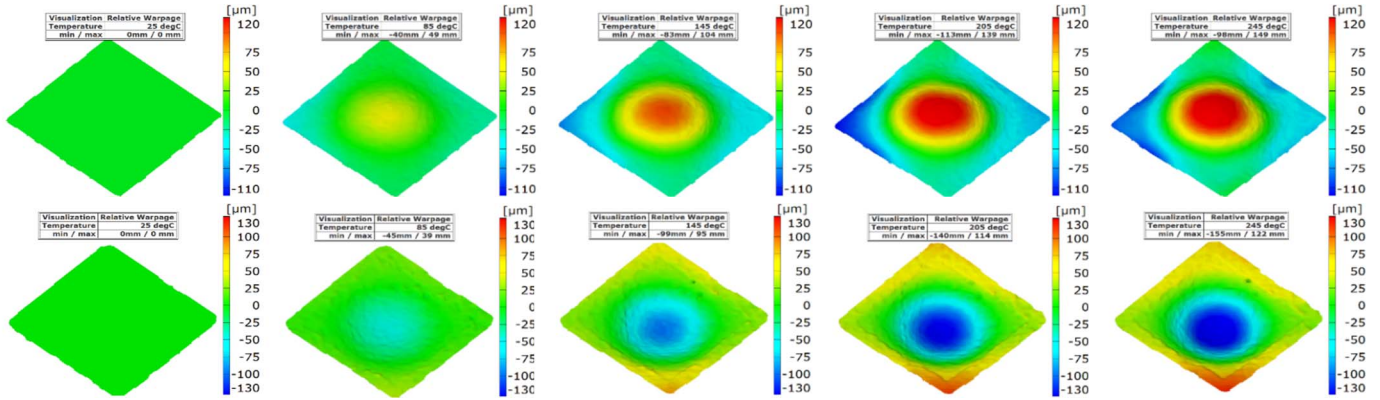 Visualization Relative Warpage
Temperature 25 degC
min / max 0mm / 0 mm
[µm]
120
75
50
25
0
-25
-50
-75
-110
Visualization Relative Warpage
Temperature 85 degC
min / max -40mm / 49 mm
[µm]
120
75
50
25
0
-25
-50
-75
-110
Visualization Relative Warpage
Temperature 145 degC
min / max -83mm / 104 mm
[µm]
120
75
50
25
0
-25
-50
-75
-110
Visualization Relative Warpage
Temperature 205 degC
min / max -113mm / 139 mm
[µm]
120
75
50
25
0
-25
-50
-75
-110
Visualization Relative Warpage
Temperature 245 degC
min / max -98mm / 149 mm
[µm]
120
75
50
25
0
-25
-50
-75
-110
Visualization Relative Warpage
Temperature 25 degC
min / max 0mm / 0 mm
[µm]
130
100
75
50
25
0
-25
-50
-75
-100
-130
Visualization Relative Warpage
Temperature 85 degC
min / max -45mm / 39 mm
[µm]
130
100
75
50
25
0
-25
-50
-75
-100
-130
Visualization Relative Warpage
Temperature 145 degC
min / max -99mm / 95 mm
[µm]
130
100
75
50
25
0
-25
-50
-75
-100
-130
Visualization Relative Warpage
Temperature 205 degC
min / max -140mm / 114 mm
[µm]
130
100
75
50
25
0
-25
-50
-75
-100
-130
Visualization Relative Warpage
Temperature 245 degC
min / max -155mm / 122 mm
[µm]
130
100
75
50
25
0
-25
-50
-75
-100
-130